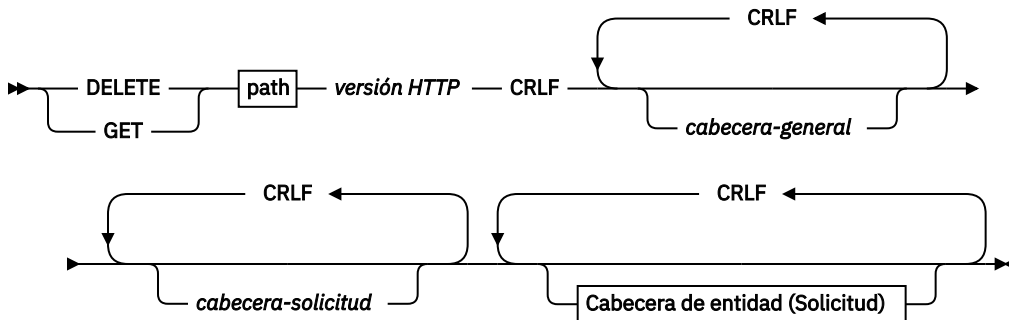 CRLF
DELETE path versión HTTP CRLF
GET cabecera-general
CRLF CRLF
cabecera-solicitud Cabecera de entidad (Solicitud)